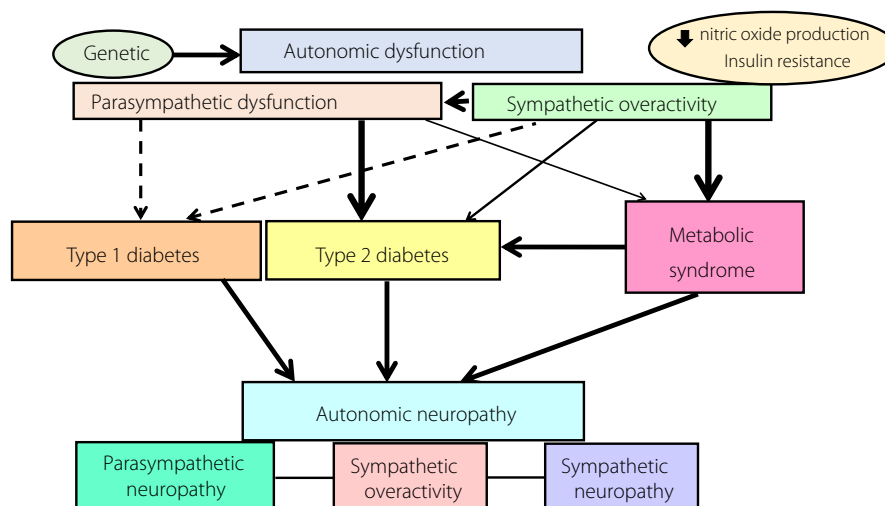 Genetic
Autonomic dysfunction
nitric oxide production
Insulin resistance
Parasympathetic dysfunction
Sympathetic overactivity
Type 1 diabetes
Type 2 diabetes
Metabolic
syndrome
Autonomic neuropathy
Parasympathetic
neuropathy
Sympathetic
overactivity
Sympathetic
neuropathy